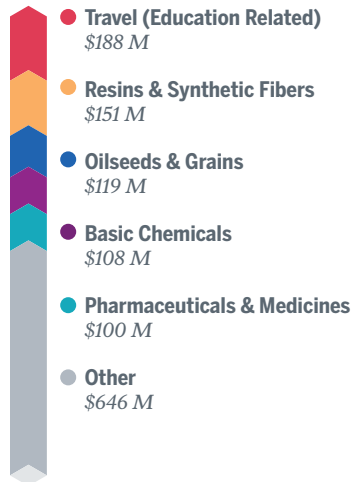 Travel (Education Related)
$188 M
Resins & Synthetic Fibers
$151 M
Oilseeds & Grains
$119 M
Basic Chemicals
$108 M
Pharmaceuticals & Medicines
$100 M
Other
$646 M